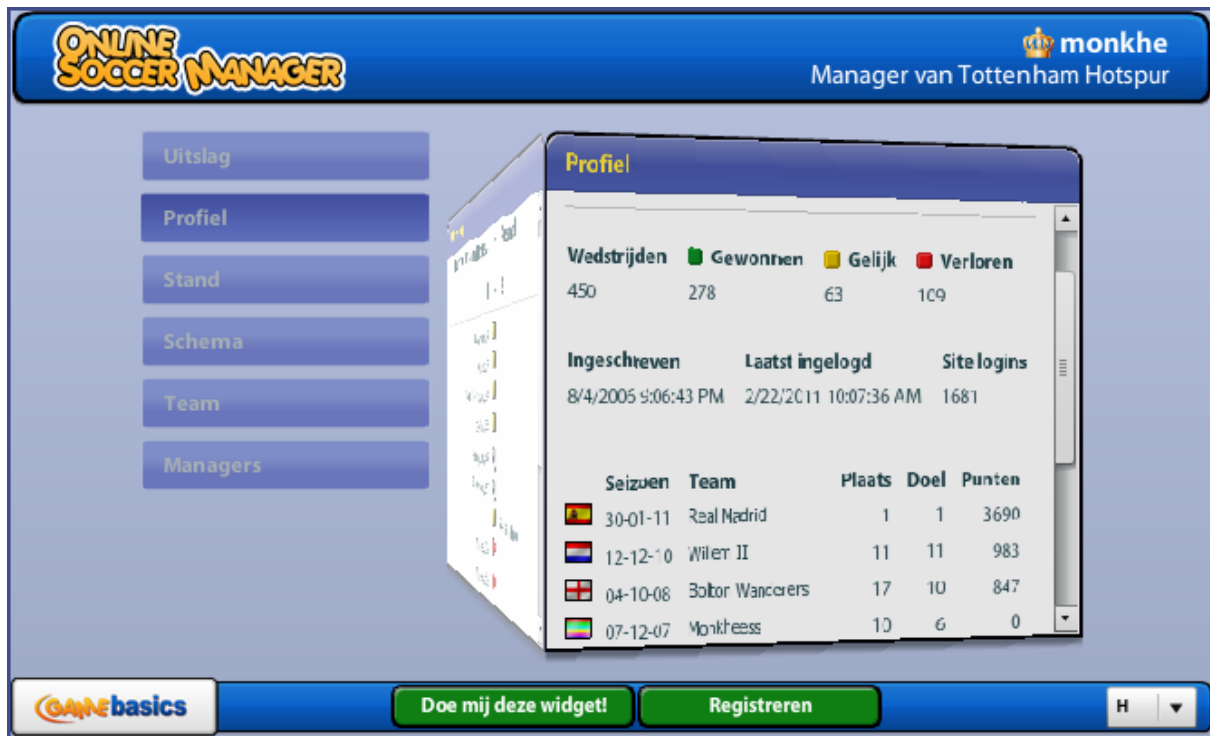 ONLINE
SOCCER MANAGER
monkhe
Manager van Tottenham Hotspur
Uitslag
Profiel
Stand
Schema
Team
Managers
Profiel
Wedstrijden Gewonnen Gelijk Verloren
450 278 63 109
Ingeschreven Laatst ingelogd Site logins
8/4/2006 9:06:43 PM 2/22/2011 10:07:36 AM 1681
Seizoen Team Plaats Doel Punten
30-01-11 Real Madrid 1 1 3690
12-12-10 Willem II 11 11 983
04-10-08 Bolton Wanderers 17 10 847
07-12-07 Monkheess 10 6 0
GAMEbasics
Doe mij deze widget!
Registreren
H